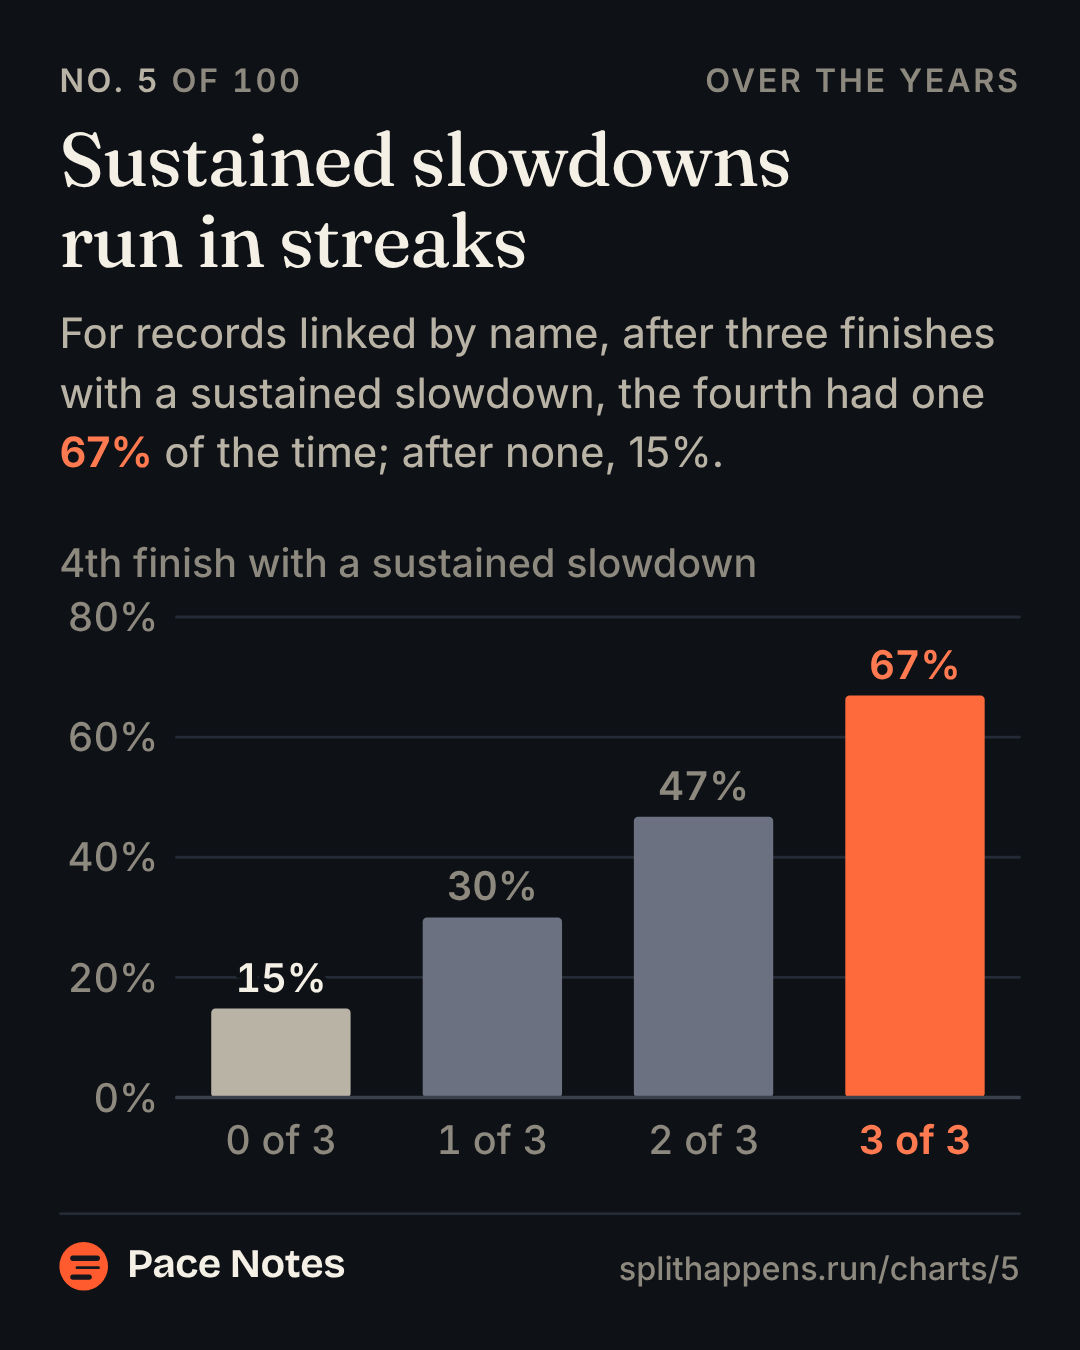 NO. 5 OF 100
OVER THE YEARS
Sustained slowdowns
run in streaks
For records linked by name, after three finishes
with a sustained slowdown, the fourth had one
67% of the time; after none, 15%.
4th finish with a sustained slowdown
80%
60%
40%
20%
0%
15%
30%
47%
67%
0 of 3
1 of 3
2 of 3
3 of 3
Pace Notes
splithappens.run/charts/5